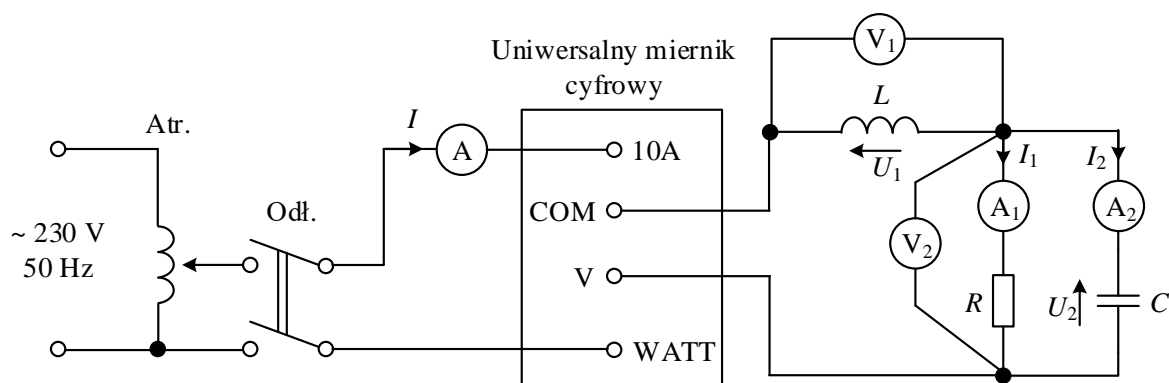 Uniwersalny miernik
cyfrowy
V1
Atr.
I
A
10A
L
U1
I1
I2
Odł.
COM
A1
A2
~ 230 V
50 Hz
V2
V
R
U2
C
WATT